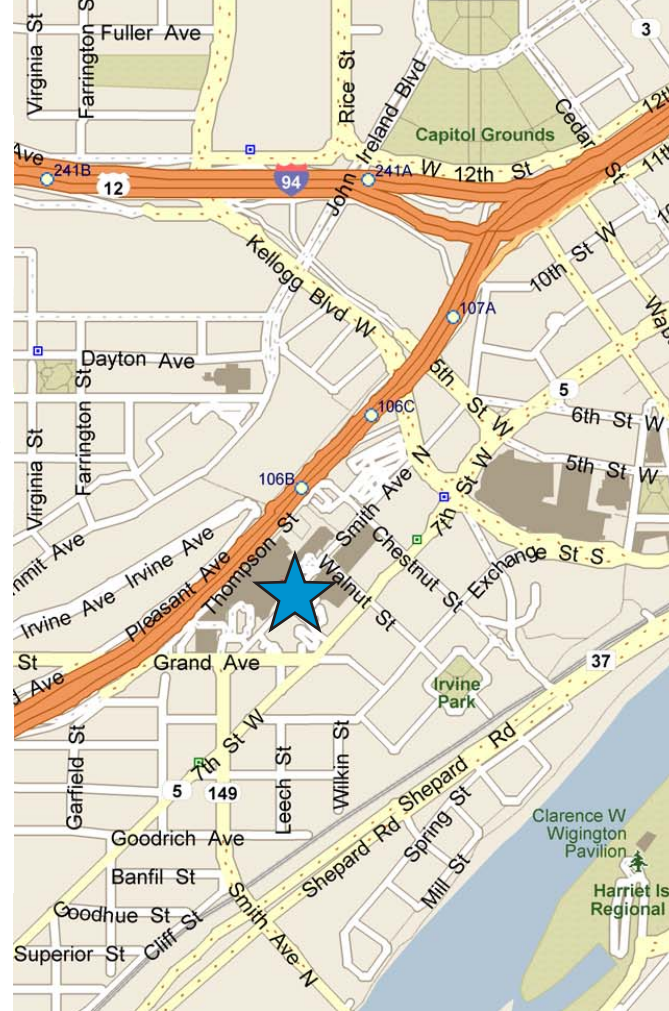 Virginia St
Farrington S
Fuller Ave
Rice St
John Ireland Blvd
3
Capitol Grounds
Cedar St
12th
11th
Ave
241B
12
94
241A
W 12th St
Kellogg Blvd W
10th St W
107A
Dayton Ave
Farrington St
Virginia St
5th St W
5
6th St W
5th St W
106C
106B
Smith Ave N
7th St W
Chestnut St
Exchange St S
Thompson St
Walnut St
Pleasant Ave
Irvine Ave
Irvine Ave
mmit Ave
St
Grand Ave
d Ave
37
Irvine
Park
7th St W
5
149
Garfield St
Leech St
Wilkin St
Shepard Rd
Shepard Rd
Spring St
Mill St
Goodrich Ave
Banfil St
Goodhue St
Superior St
Cliff St
Smith Ave N
Clarence W
Wigington
Pavilion
Harriet Is
Regional